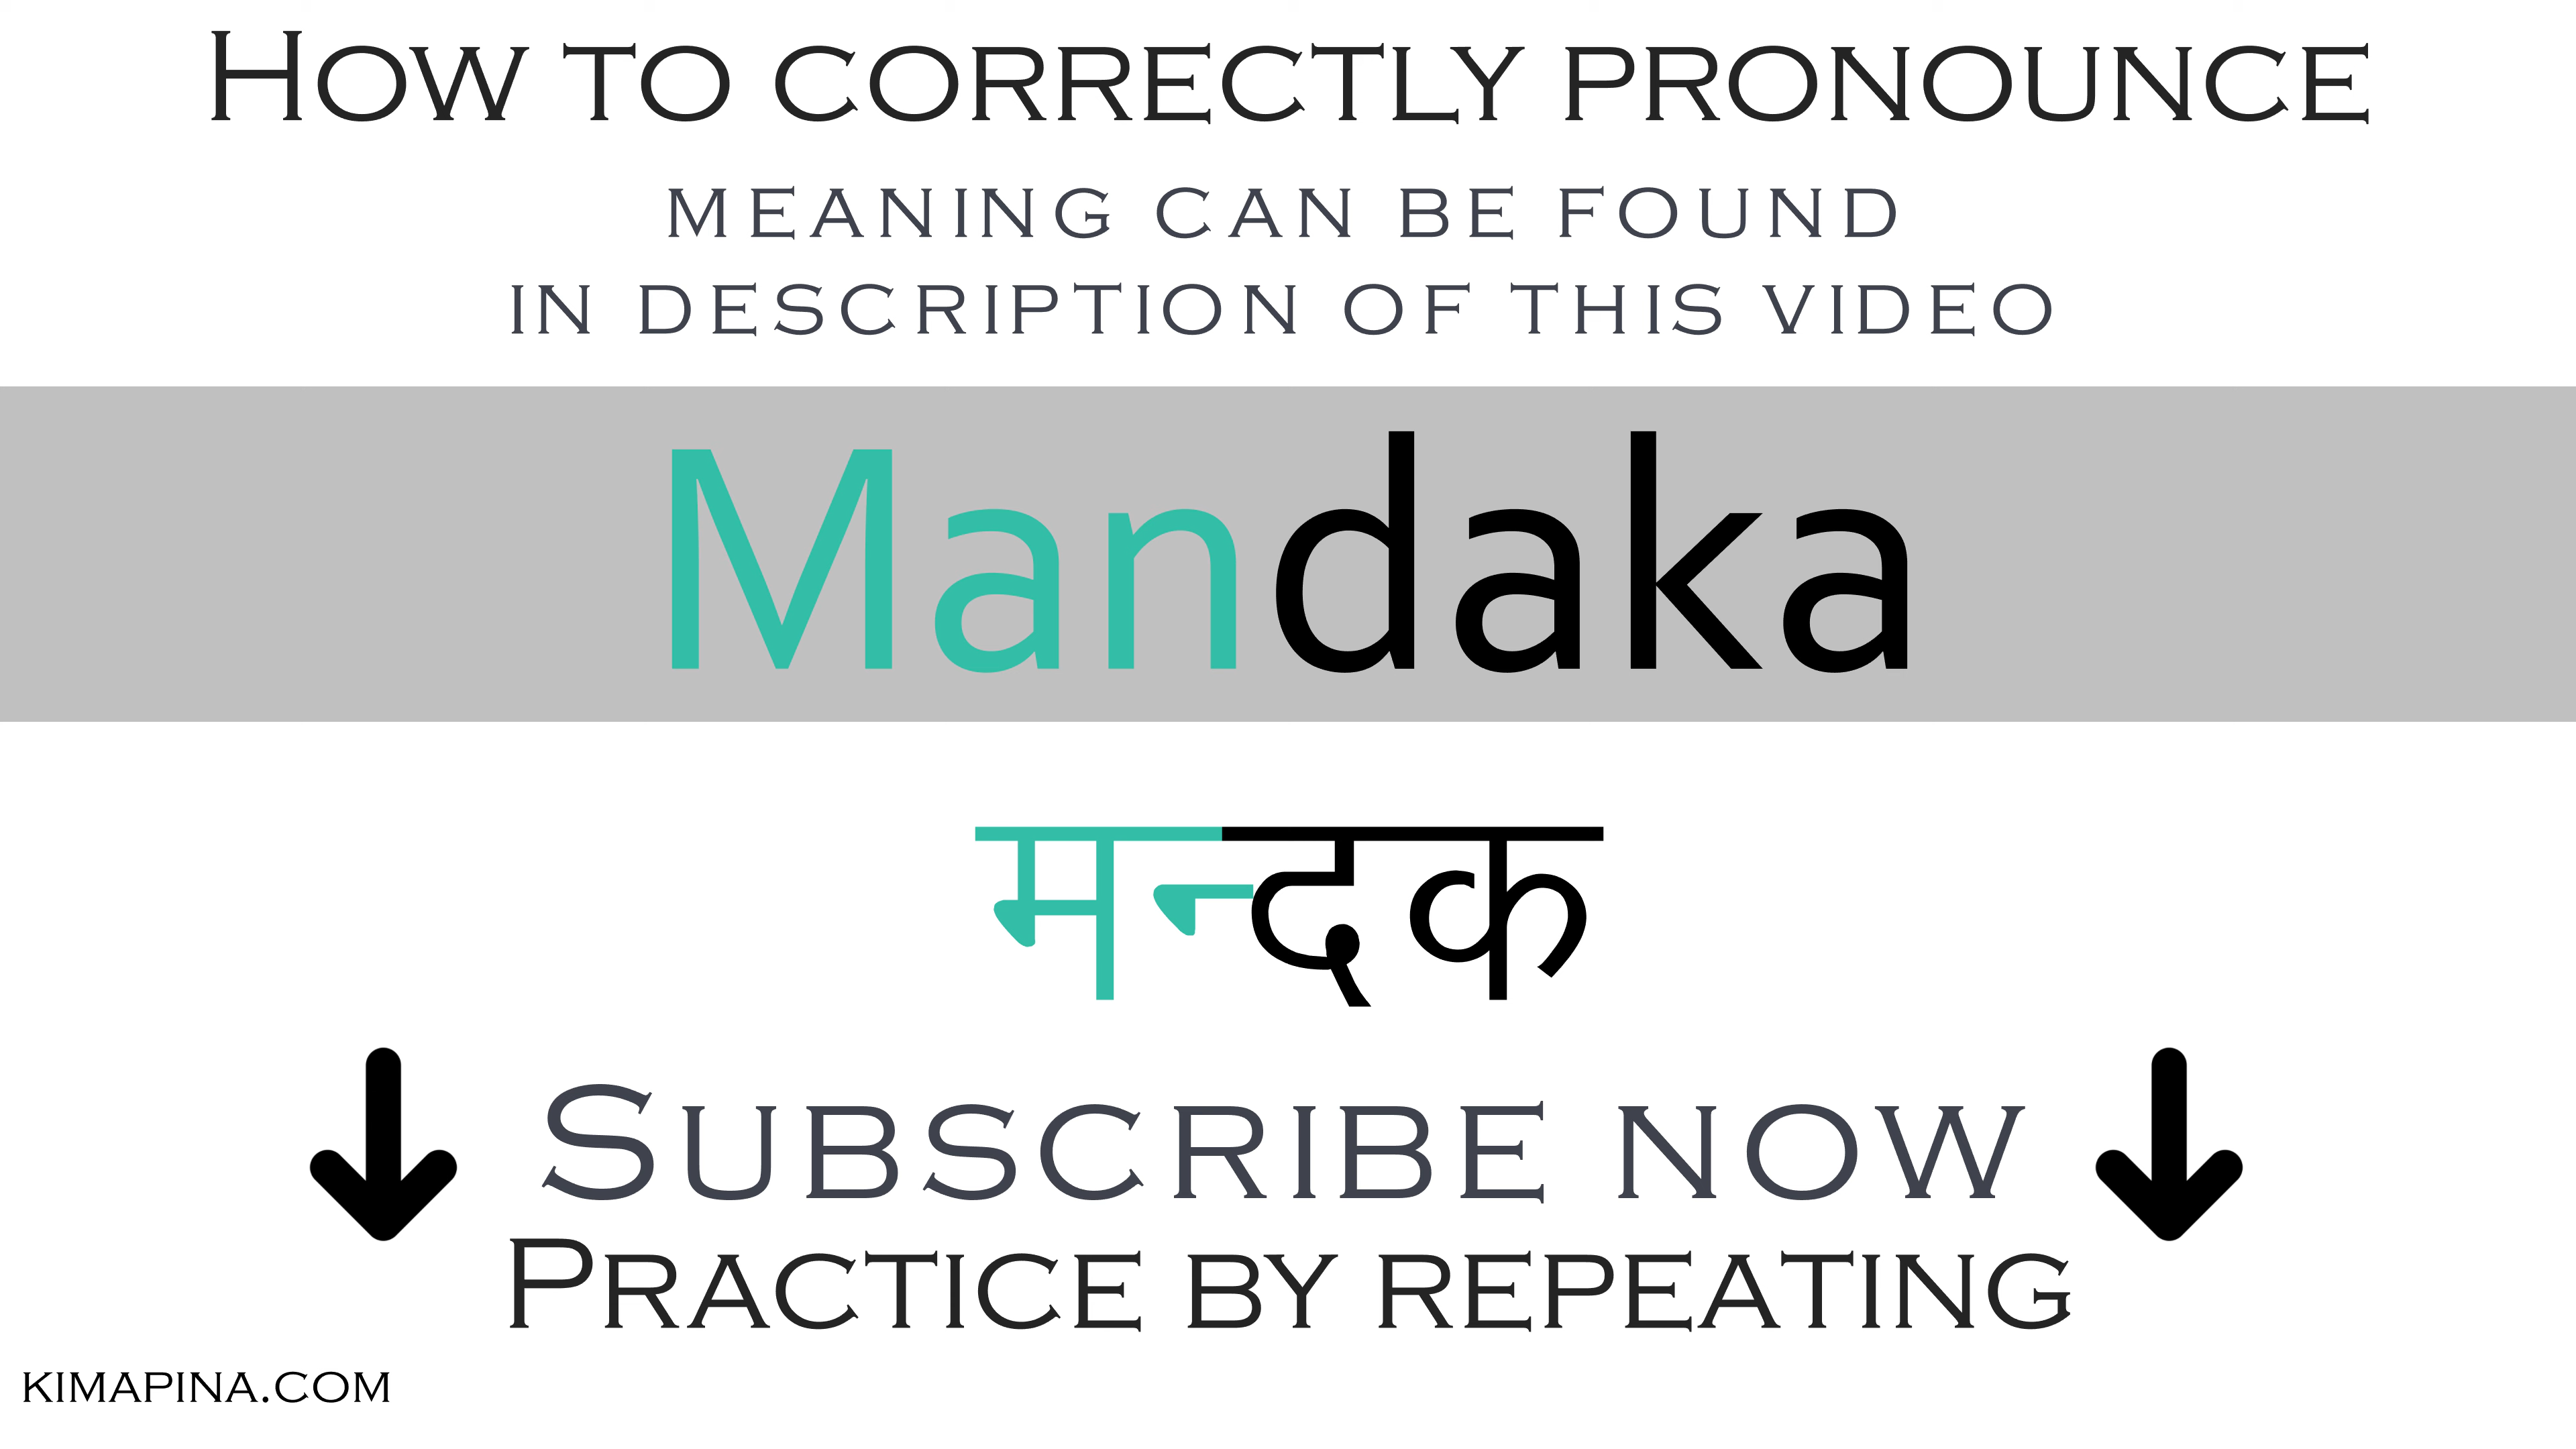 How to correctly pronounce
meaning can be found
in description of this video
Mandaka
मन्दक
Subscribe now
Practice by repeating
kimapina.com